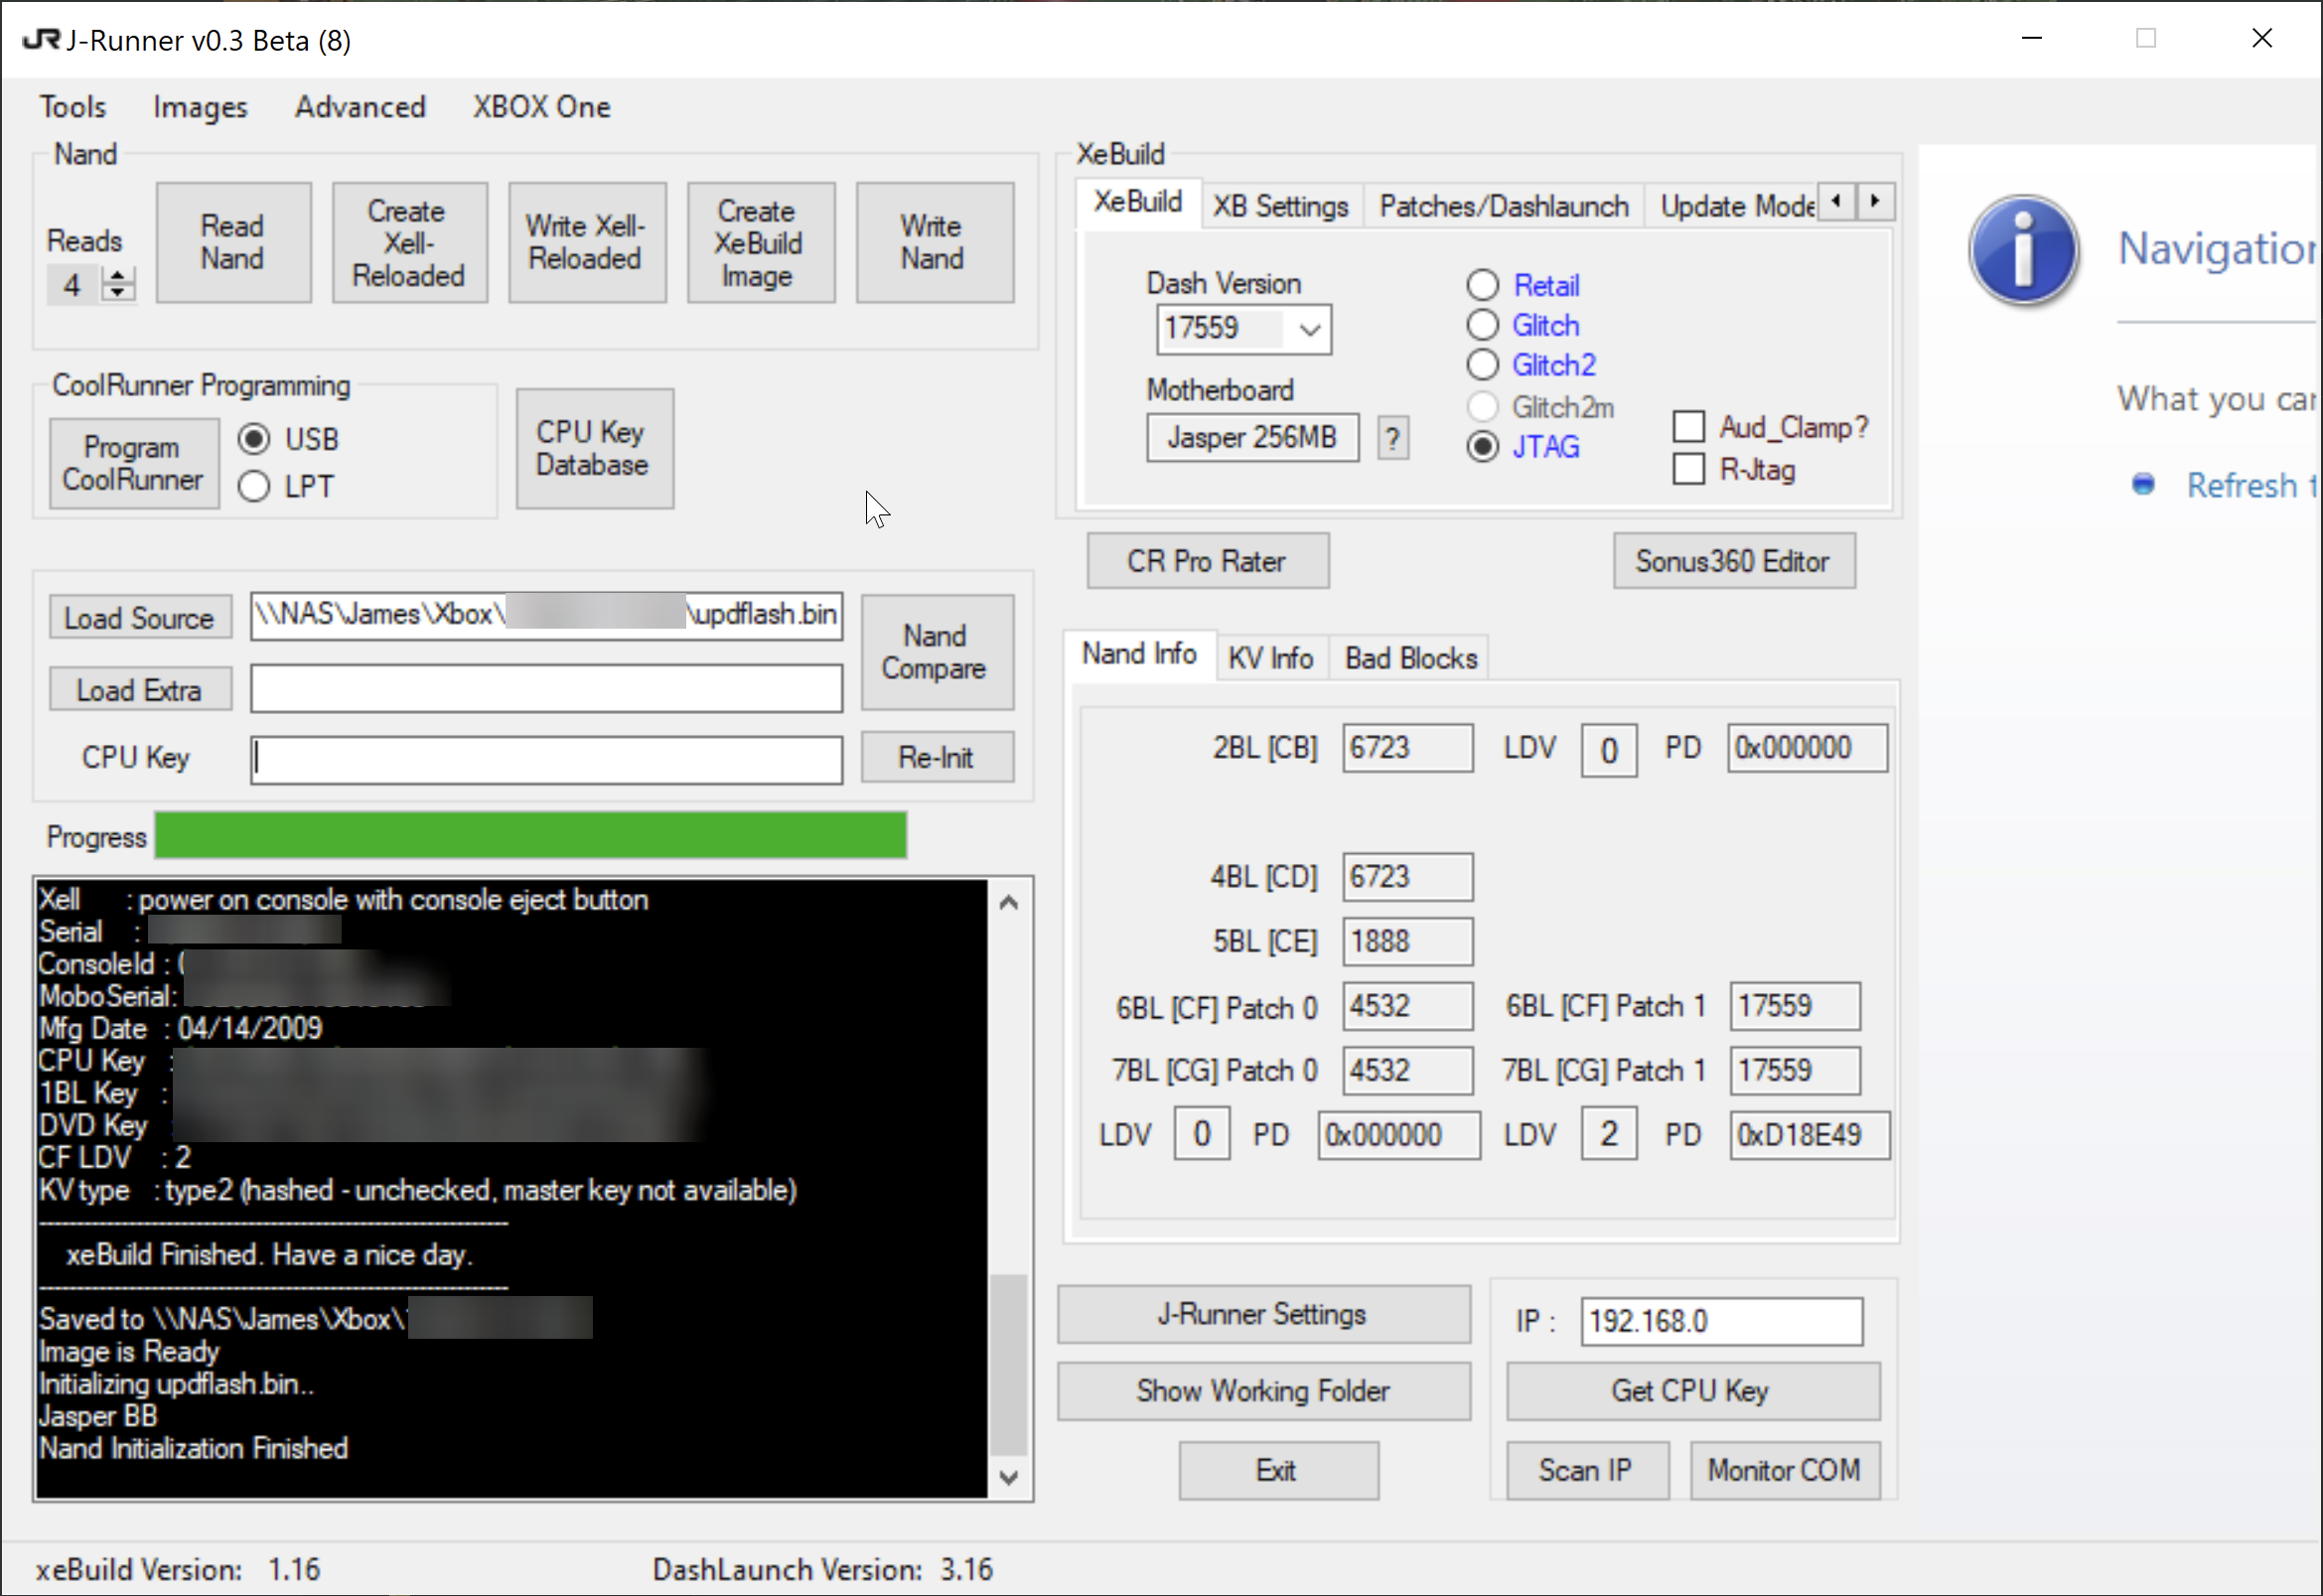 JR J-Runner v0.3 Beta (8)
Tools Images Advanced XBOX One
Nand
Reads
4
Read
Nand
Create
Xell-
Reloaded
Write Xell-
Reloaded
Create
XeBuild
Image
Write
Nand
CoolRunner Programming
Program
CoolRunner
USB
LPT
CPU Key
Database
Load Source
\\NAS\James\Xbox\
\updflash.bin
Load Extra
CPU Key
Nand
Compare
Re-Init
Progress
Xell : power on console with console eject button
Serial :
ConsoleId :
MoboSerial:
Mfg Date : 04/14/2009
CPU Key :
1BL Key :
DVD Key :
CF LDV : 2
KV type : type2 (hashed - unchecked, master key not available)
xeBuild Finished. Have a nice day.
Saved to \\NAS\James\Xbox\
Image is Ready
Initializing updflash.bin..
Jasper BB
Nand Initialization Finished
XeBuild
XeBuild XB Settings Patches/Dashlaunch Update Mode
Dash Version
17559
Motherboard
Jasper 256MB ?
Retail
Glitch
Glitch2
Glitch2m
JTAG
Aud_Clamp?
R-Jtag
CR Pro Rater
Sonus360 Editor
Nand Info KV Info Bad Blocks
2BL [CB] 6723 LDV 0 PD 0x000000
4BL [CD] 6723
5BL [CE] 1888
6BL [CF] Patch 0 4532 6BL [CF] Patch 1 17559
7BL [CG] Patch 0 4532 7BL [CG] Patch 1 17559
LDV 0 PD 0x000000 LDV 2 PD 0xD18E49
J-Runner Settings
Show Working Folder
Exit
IP : 192.168.0
Get CPU Key
Scan IP
Monitor COM
What you
Refresh
xeBuild Version: 1.16
DashLaunch Version: 3.16